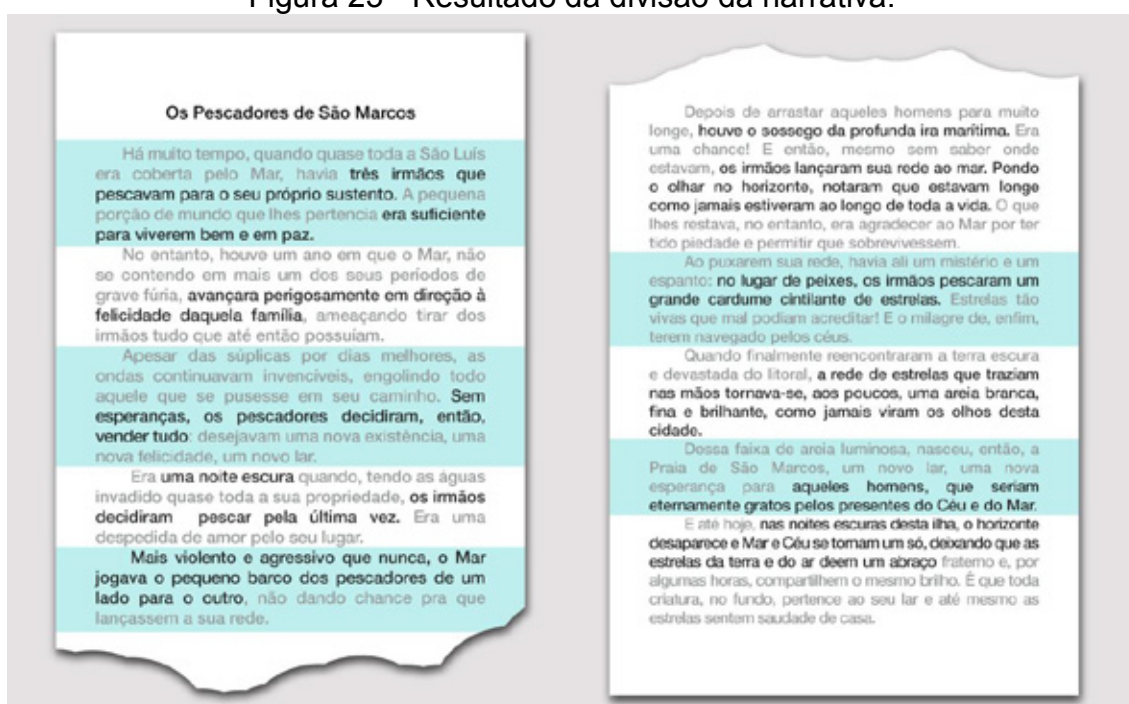 Figura 25 - Resultado da divisão da narrativa.
Os Pescadores de São Marcos
Há muito tempo, quando quase toda a São Luís
era coberta pelo Mar, havia três irmãos que
pescavam para o seu próprio sustento. A pequena
porção de mundo que lhes pertencia era suficiente
para viverem bem e em paz.
No entanto, houve um ano em que o Mar, não
se contendo em mais um dos seus períodos de
grave fúria, avançara perigosamente em direção à
felicidade daquela família, ameaçando tirar dos
irmãos tudo que até então possuíam.
Apesar das súplicas por dias melhores, as
ondas continuavam invencíveis, engolindo todo
aquele que se pusesse em seu caminho. Sem
esperanças, os pescadores decidiram, então,
vender tudo: desejavam uma nova existência, uma
nova felicidade, um novo lar.
Era uma noite escura quando, tendo as águas
invadido quase toda a sua propriedade, os irmãos
decidiram pescar pela última vez. Era uma
despedida de amor pelo seu lugar.
Mais violento e agressivo que nunca, o Mar
jogava o pequeno barco dos pescadores de um
lado para o outro, não dando chance pra que
lançassem a sua rede.
Depois de arrastar aqueles homens para muito
longe, houve o sossego da profunda ira marítima. Era
uma chance! E então, mesmo sem saber onde
estavam, os irmãos lançaram sua rede ao mar. Pondo
o olhar no horizonte, notaram que estavam longe
como jamais estiveram ao longo de toda a vida. O que
lhes restava, no entanto, era agradecer ao Mar por ter
tido piedade e permitir que sobrevivessem.
Ao puxarem sua rede, havia ali um mistério e um
espanto: no lugar de peixes, os irmãos pescaram um
grande cardume cintilante de estrelas. Estrelas tão
vivas que mal podiam acreditar! E o milagre de, enfim,
terem navegado pelos céus.
Quando finalmente reencontraram a terra escura
e devastada do litoral, a rede de estrelas que traziam
nas mãos tornava-se, aos poucos, uma areia branca,
fina e brilhante, como jamais viram os olhos desta
cidade.
Dessa faixa de areia luminosa, nasceu, então, a
Praia de São Marcos, um novo lar, uma nova
esperança para aqueles homens, que seriam
eternamente gratos pelos presentes do Céu e do Mar.
E até hoje, nas noites escuras desta ilha, o horizonte
desaparece e Mar e Céu se tornam um só, deixando que as
estrelas da terra e do ar deem um abraço fraterno e, por
algumas horas, compartilhem o mesmo brilho. É que toda
criatura, no fundo, pertence ao seu lar e até mesmo as
estrelas sentem saudade de casa.